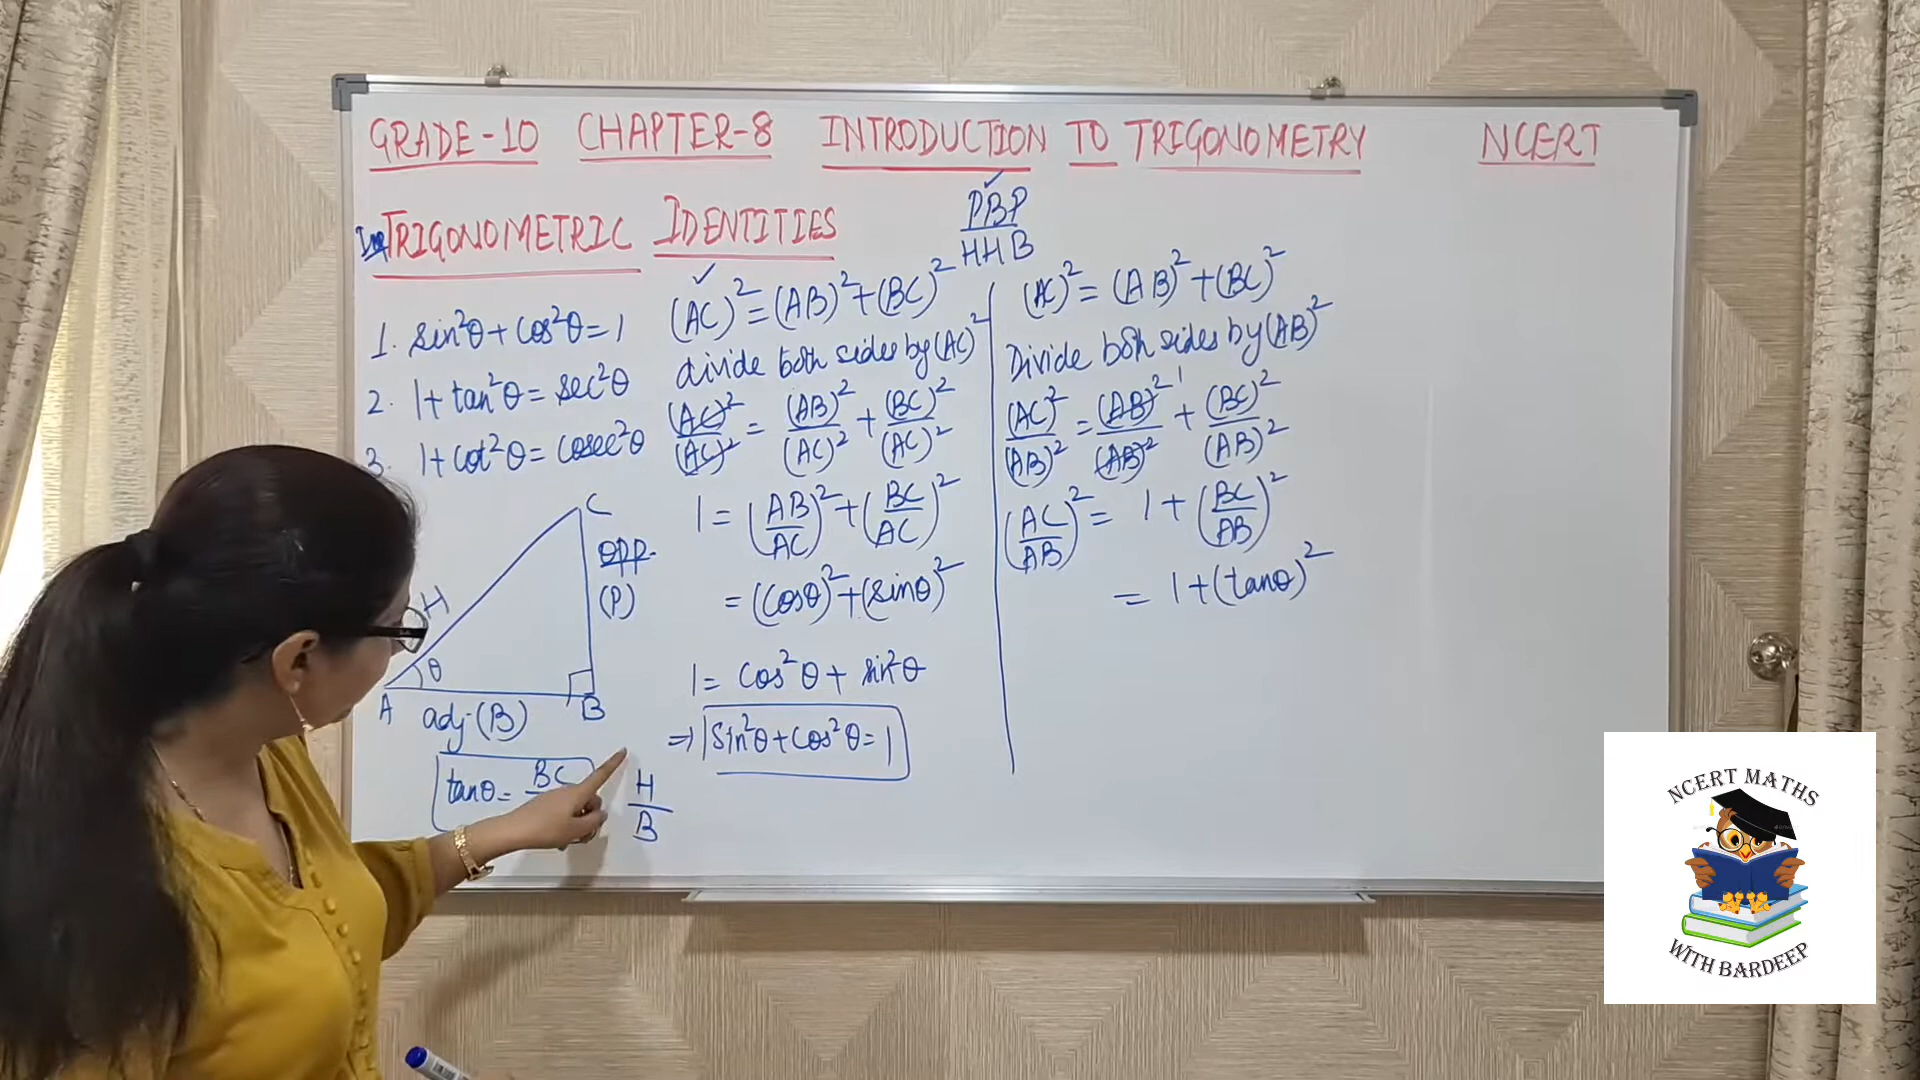 GRADE-10 CHAPTER-8 INTRODUCTION TO TRIGONOMETRY NCERT
TRIGONOMETRIC IDENTITIES
PBP
HHB
1. sin²θ + cos²θ = 1
2. 1 + tan²θ = sec²θ
3. 1 + cot²θ = cosec²θ
C
opp.
(P)
H
θ
A
adj. (B)
B
tanθ = BC
H
B
(AC)² = (AB)² + (BC)²
divide both sides by (AC)²
(AC)²/(AC)² = (AB)²/(AC)² + (BC)²/(AC)²
1 = (AB/AC)² + (BC/AC)²
= (cosθ)² + (sinθ)²
1 = cos²θ + sin²θ
⇒ sin²θ + cos²θ = 1
(AC)² = (AB)² + (BC)²
Divide both sides by (AB)²
(AC)²/(AB)² = (AB)²/(AB)² 1 + (BC)²/(AB)²
(AC/AB)² = 1 + (BC/AB)²
= 1 + (tanθ)²
NCERT MATHS
WITH BARDEEP